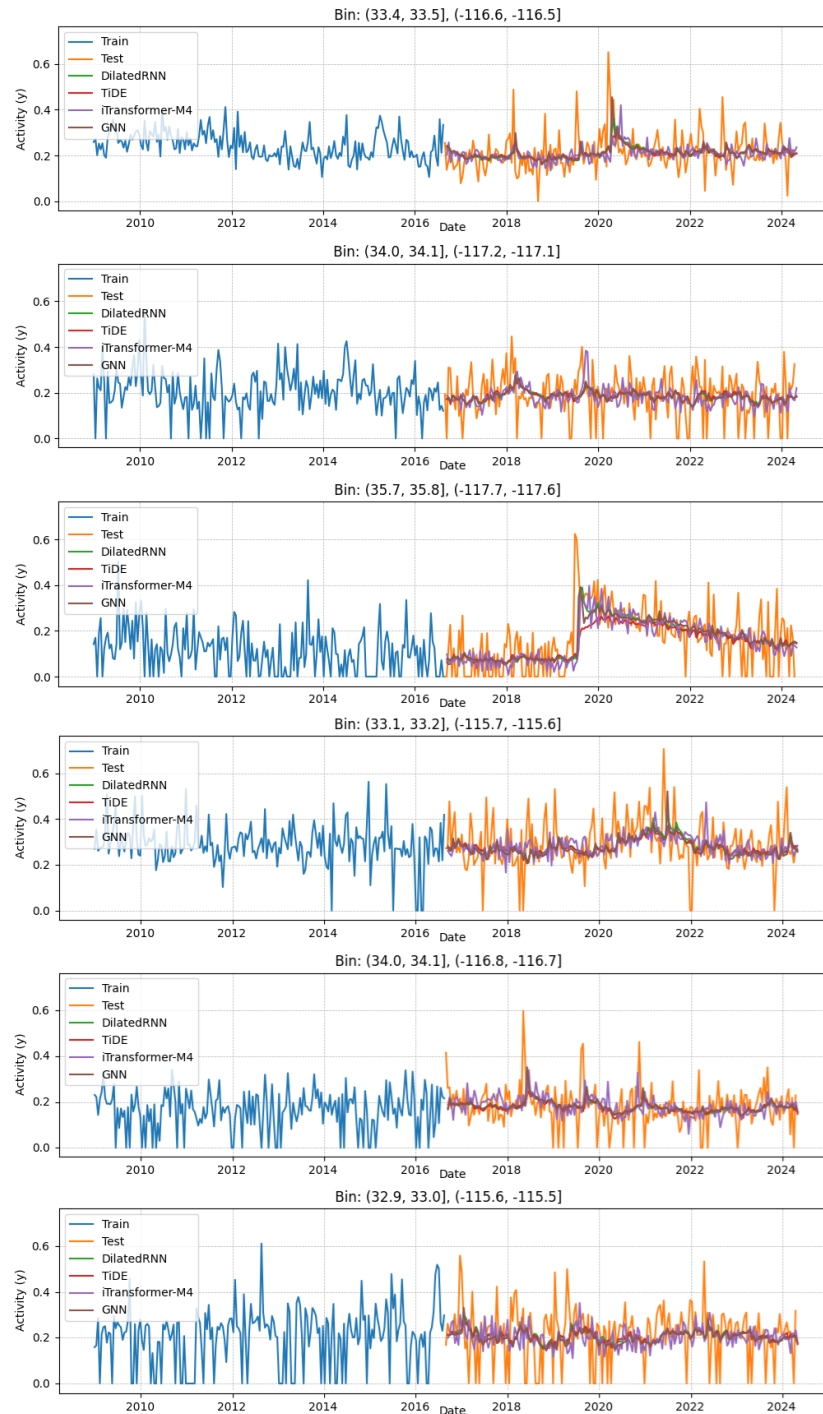 Bin: (33.4, 33.5], (-116.6, -116.5]
Activity (y)
0.6
0.4
0.2
0.0
Train
Test
DilatedRNN
TiDE
iTransformer-M4
GNN
2010 2012 2014 2016 2018 2020 2022 2024
Date
Bin: (34.0, 34.1], (-117.2, -117.1]
Activity (y)
0.6
0.4
0.2
0.0
Train
Test
DilatedRNN
TiDE
iTransformer-M4
GNN
2010 2012 2014 2016 2018 2020 2022 2024
Date
Bin: (35.7, 35.8], (-117.7, -117.6]
Activity (y)
0.6
0.4
0.2
0.0
Train
Test
DilatedRNN
TiDE
iTransformer-M4
GNN
2010 2012 2014 2016 2018 2020 2022 2024
Date
Bin: (33.1, 33.2], (-115.7, -115.6]
Activity (y)
0.6
0.4
0.2
0.0
Train
Test
DilatedRNN
TiDE
iTransformer-M4
GNN
2010 2012 2014 2016 2018 2020 2022 2024
Date
Bin: (34.0, 34.1], (-116.8, -116.7]
Activity (y)
0.6
0.4
0.2
0.0
Train
Test
DilatedRNN
TiDE
iTransformer-M4
GNN
2010 2012 2014 2016 2018 2020 2022 2024
Date
Bin: (32.9, 33.0], (-115.6, -115.5]
Activity (y)
0.6
0.4
0.2
0.0
Train
Test
DilatedRNN
TiDE
iTransformer-M4
GNN
2010 2012 2014 2016 2018 2020 2022 2024
Date